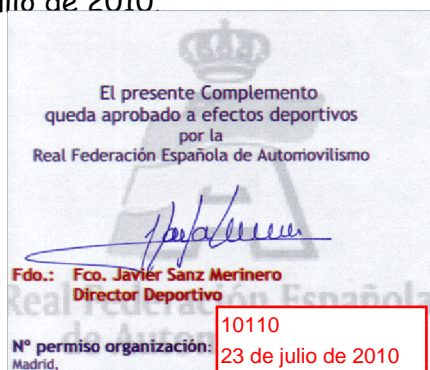 julio de 2010.
El presente Complemento
queda aprobado a efectos deportivos
por la
Real Federación Española de Automovilismo
Fdo.: Fco. Javier Sanz Merinero
Director Deportivo
Real Federación Española
de Autom
Nº permiso organización:
10110
Madrid,
23 de julio de 2010